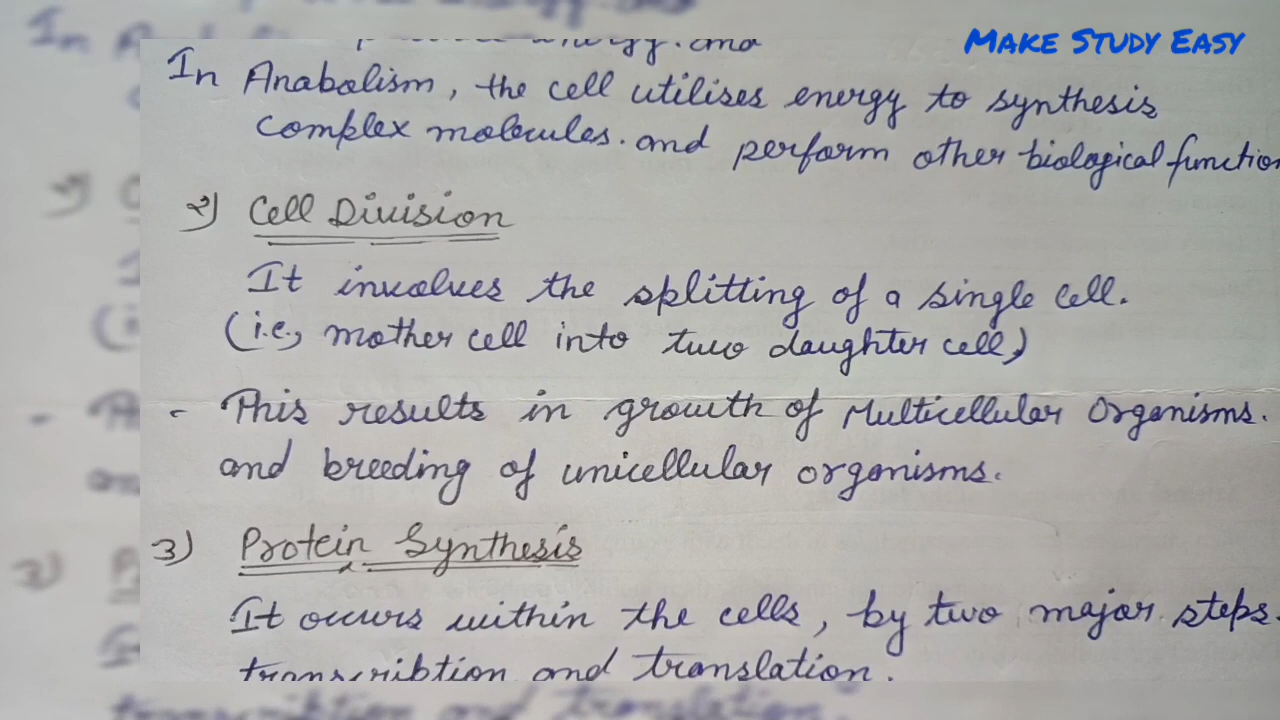 MAKE STUDY EASY
energy. and
In Anabolism, the cell utilises energy to synthesis
complex molecules. and perform other biological function
2) Cell Division
It involves the splitting of a single cell.
(i.e., mother cell into two daughter cell)
- This results in growth of Multicellular Organisms.
and breeding of unicellular organisms.
3) Protein Synthesis
It occurs within the cells, by two major steps.
transcribtion and translation.